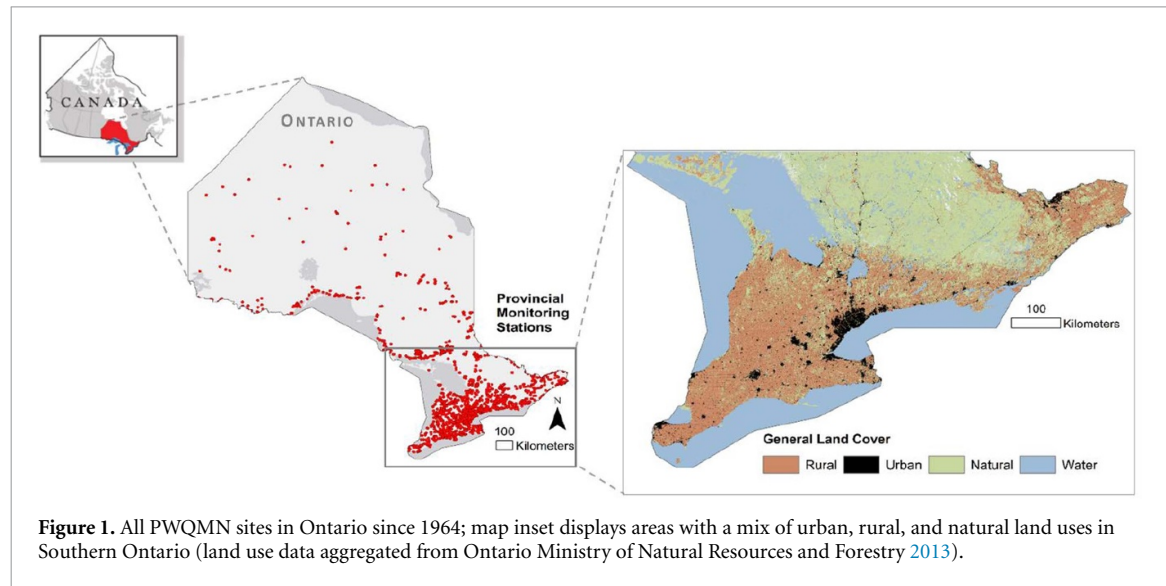 CANADA
ONTARIO
Provincial
Monitoring
Stations
N
100
Kilometers
100
Kilometers
General Land Cover
Rural Urban Natural Water
Figure 1. All PWQMN sites in Ontario since 1964; map inset displays areas with a mix of urban, rural, and natural land uses in
Southern Ontario (land use data aggregated from Ontario Ministry of Natural Resources and Forestry 2013).